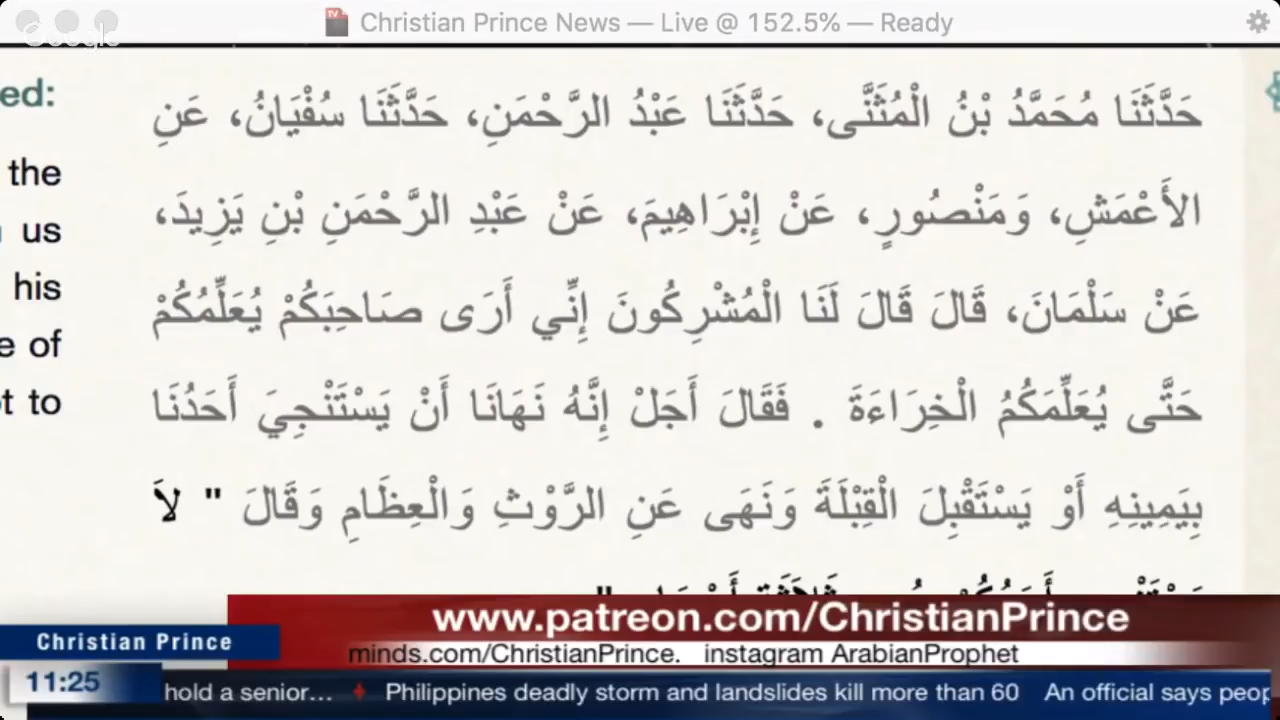 Christian Prince News — Live @ 152.5% — Ready
Google
ed:
the
us
his
e of
t to
حَدَّثَنَا مُحَمَّدُ بْنُ الْمُثَنَّى، حَدَّثَنَا عَبْدُ الرَّحْمَنِ، حَدَّثَنَا سُفْيَانُ، عَنِ
الأَعْمَشِ، وَمَنْصُورٍ، عَنْ إِبْرَاهِيمَ، عَنْ عَبْدِ الرَّحْمَنِ بْنِ يَزِيدَ،
عَنْ سَلْمَانَ، قَالَ قَالَ لَنَا الْمُشْرِكُونَ إِنِّي أَرَى صَاحِبَكُمْ يُعَلِّمُكُمْ
حَتَّى يُعَلِّمَكُمُ الْخِرَاءَةَ . فَقَالَ أَجَلْ إِنَّهُ نَهَانَا أَنْ يَسْتَنْجِيَ أَحَدُنَا
بِيَمِينِهِ أَوْ يَسْتَقْبِلَ الْقِبْلَةَ وَنَهَى عَنِ الرَّوْثِ وَالْعِظَامِ وَقَالَ " لاَ
www.patreon.com/ChristianPrince
Christian Prince
minds.com/ChristianPrince. instagram ArabianProphet
11:25
hold a senior... ♦ Philippines deadly storm and landslides kill more than 60 An official says peop